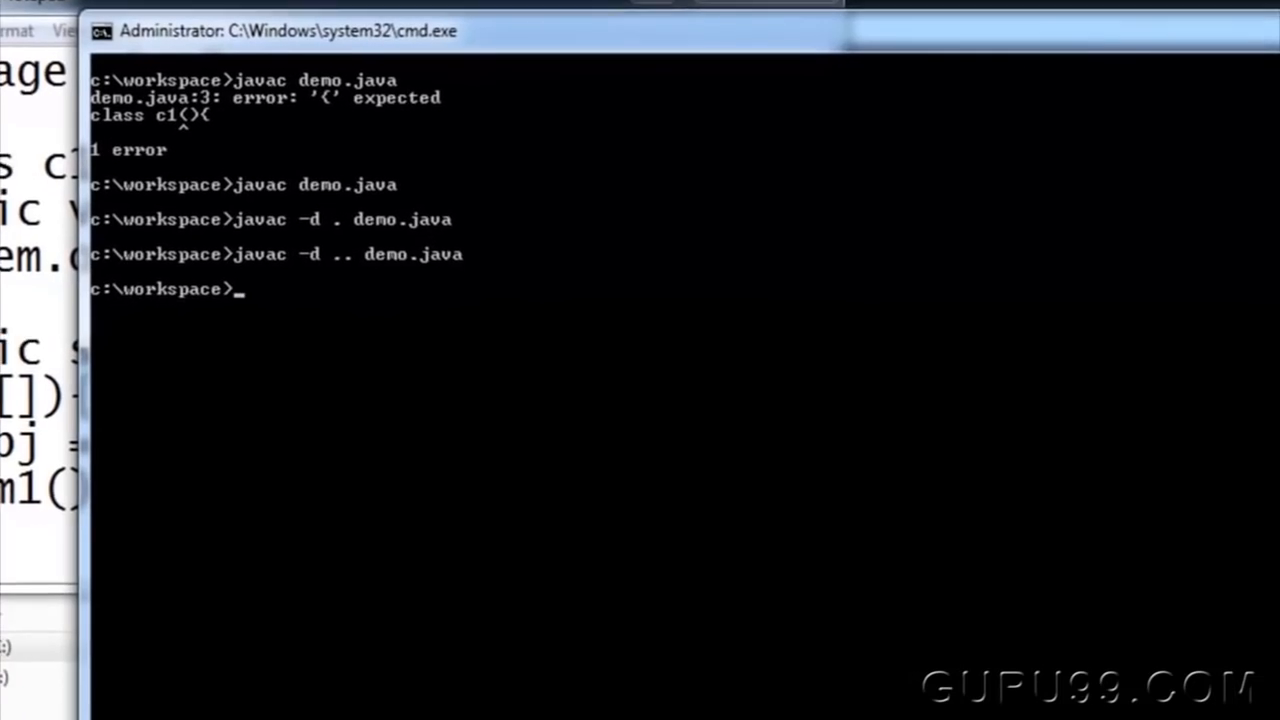 Administrator: C:\Windows\system32\cmd.exe
c:\workspace>javac demo.java
demo.java:3: error: '{' expected
class c1(){
^
1 error
c:\workspace>javac demo.java
c:\workspace>javac -d . demo.java
c:\workspace>javac -d .. demo.java
c:\workspace>_
rmat Vie
age
s c1
ic v
em.o
ic s
[])
bj =
m1()
:)
:)
GURU99.COM